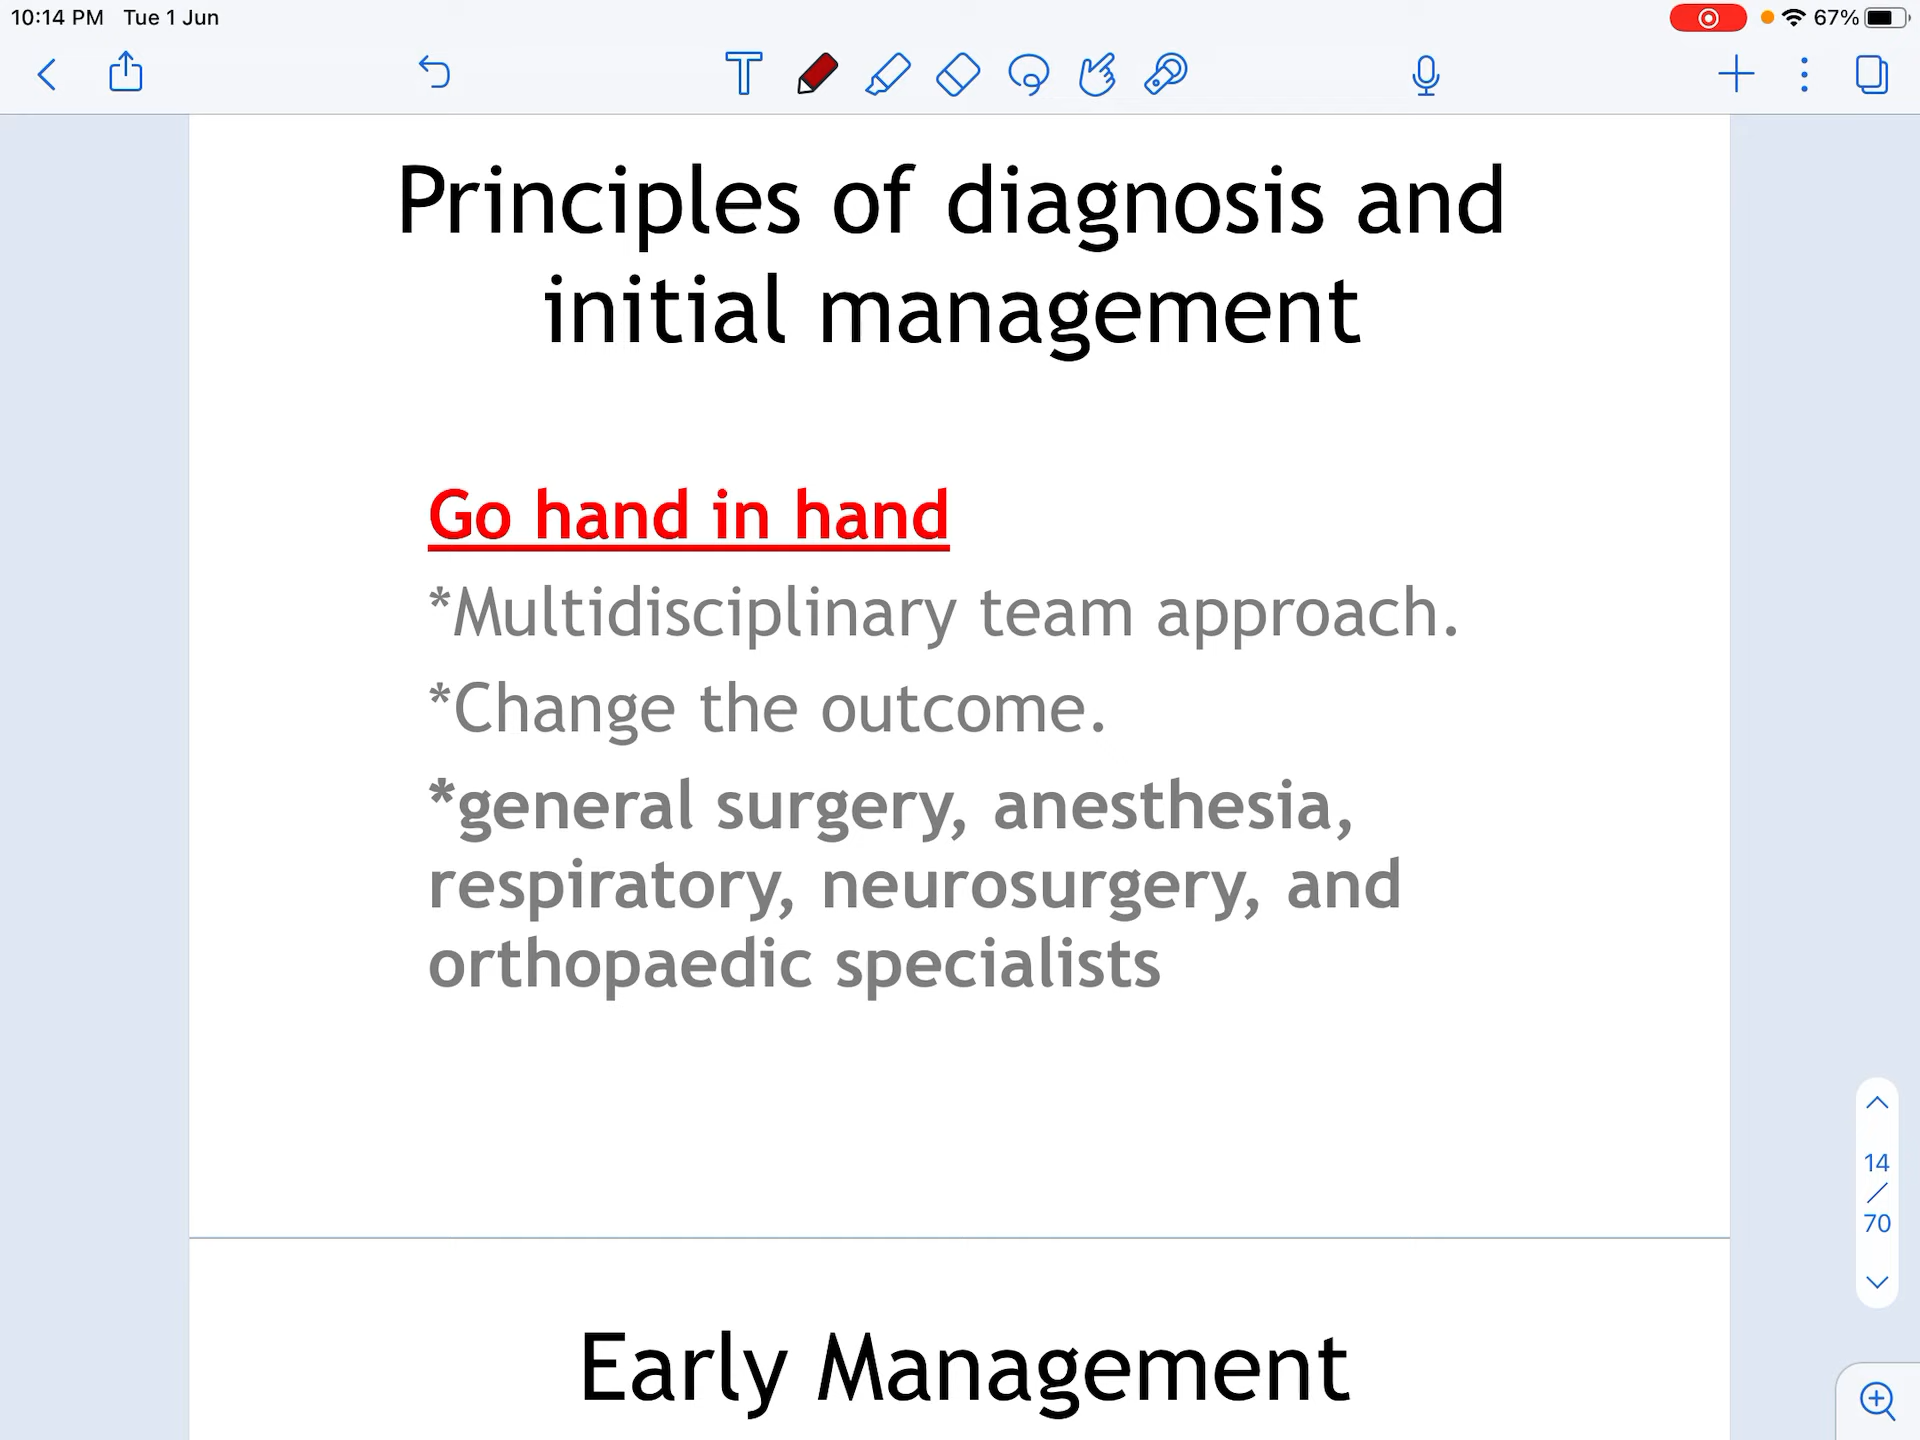 10:14 PM Tue 1 Jun
67%
Principles of diagnosis and
initial management
Go hand in hand
*Multidisciplinary team approach.
*Change the outcome.
*general surgery, anesthesia,
respiratory, neurosurgery, and
orthopaedic specialists
14
/
70
Early Management